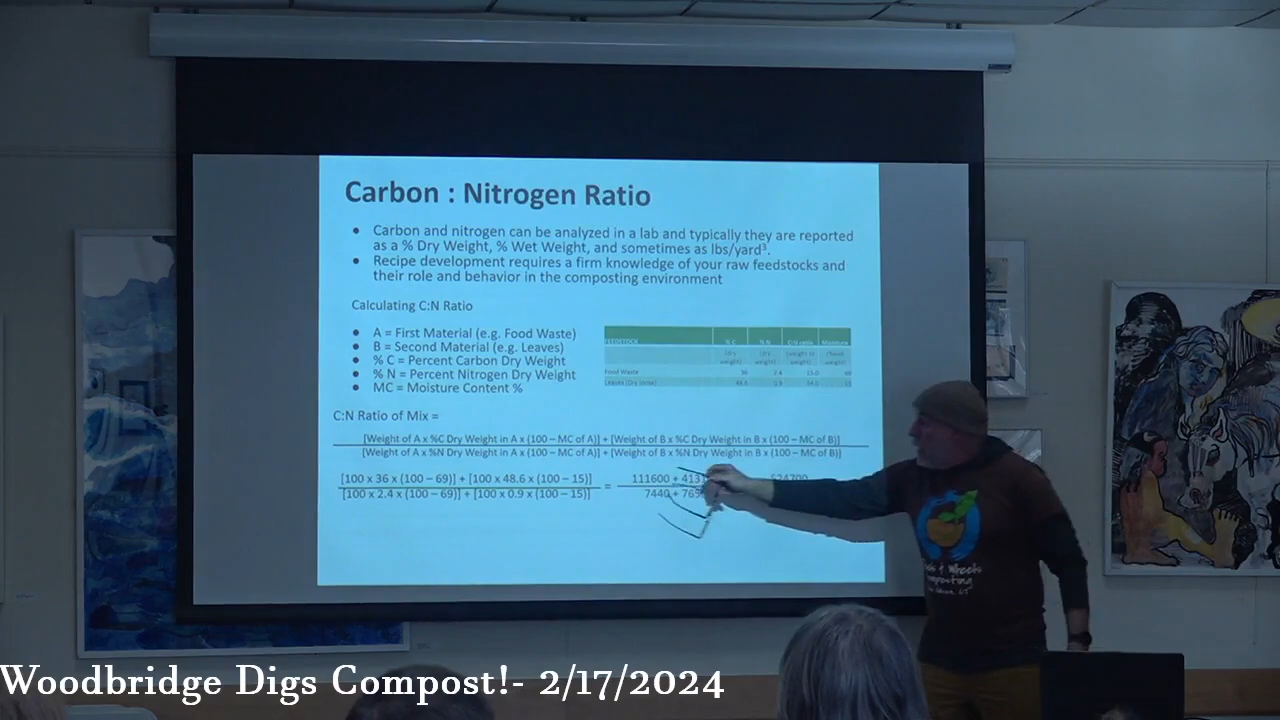 Carbon : Nitrogen Ratio
• Carbon and nitrogen can be analyzed in a lab and typically they are reported
as a % Dry Weight, % Wet Weight, and sometimes as lbs/yard³.
• Recipe development requires a firm knowledge of your raw feedstocks and
their role and behavior in the composting environment
Calculating C:N Ratio
• A = First Material (e.g. Food Waste)
• B = Second Material (e.g. Leaves)
• % C = Percent Carbon Dry Weight
• % N = Percent Nitrogen Dry Weight
• MC = Moisture Content %
FEEDSTOCK % C % N C:N ratio Moisture
(dry weight) (dry weight) (weight to weight) (%wet weight)
Food Waste 36 2.4 15.0 69
Leaves (Dry 48.6 0.9 54.0 15
C:N Ratio of Mix =
[Weight of A x %C Dry Weight in A x (100 – MC of A)] + [Weight of B x %C Dry Weight in B x (100 – MC of B)]
[Weight of A x %N Dry Weight in A x (100 – MC of A)] + [Weight of B x %N Dry Weight in B x (100 – MC of B)]
[100 x 36 x (100 – 69)] + [100 x 48.6 x (100 – 15)] = 111600 + 413 524700
[100 x 2.4 x (100 – 69)] + [100 x 0.9 x (100 – 15)] 7440 + 765
Wheels
Woodbridge Digs Compost!- 2/17/2024